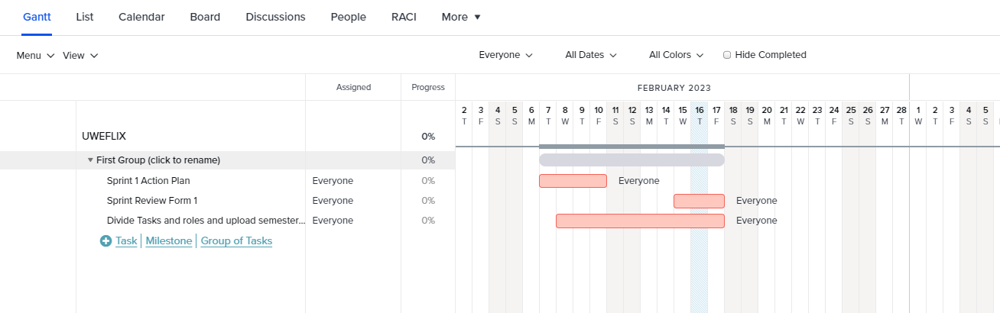 Gantt List Calendar Board Discussions People RACI More
Menu View Everyone All Dates All Colors Hide Completed
Assigned Progress FEBRUARY 2023
2 3 4 5 6 7 8 9 10 11 12 13 14 15 16 17 18 19 20 21 22 23 24 25 26 27 28 1 2 3 4 5
T F S S M T W T F S S M T W T F S S M T W T F S S M T W T F S S
UWEFLIX 0%
First Group (click to rename) 0%
Sprint 1 Action Plan Everyone 0% Everyone
Sprint Review Form 1 Everyone 0% Everyone
Divide Tasks and roles and upload semester... Everyone 0% Everyone
Task Milestone Group of Tasks